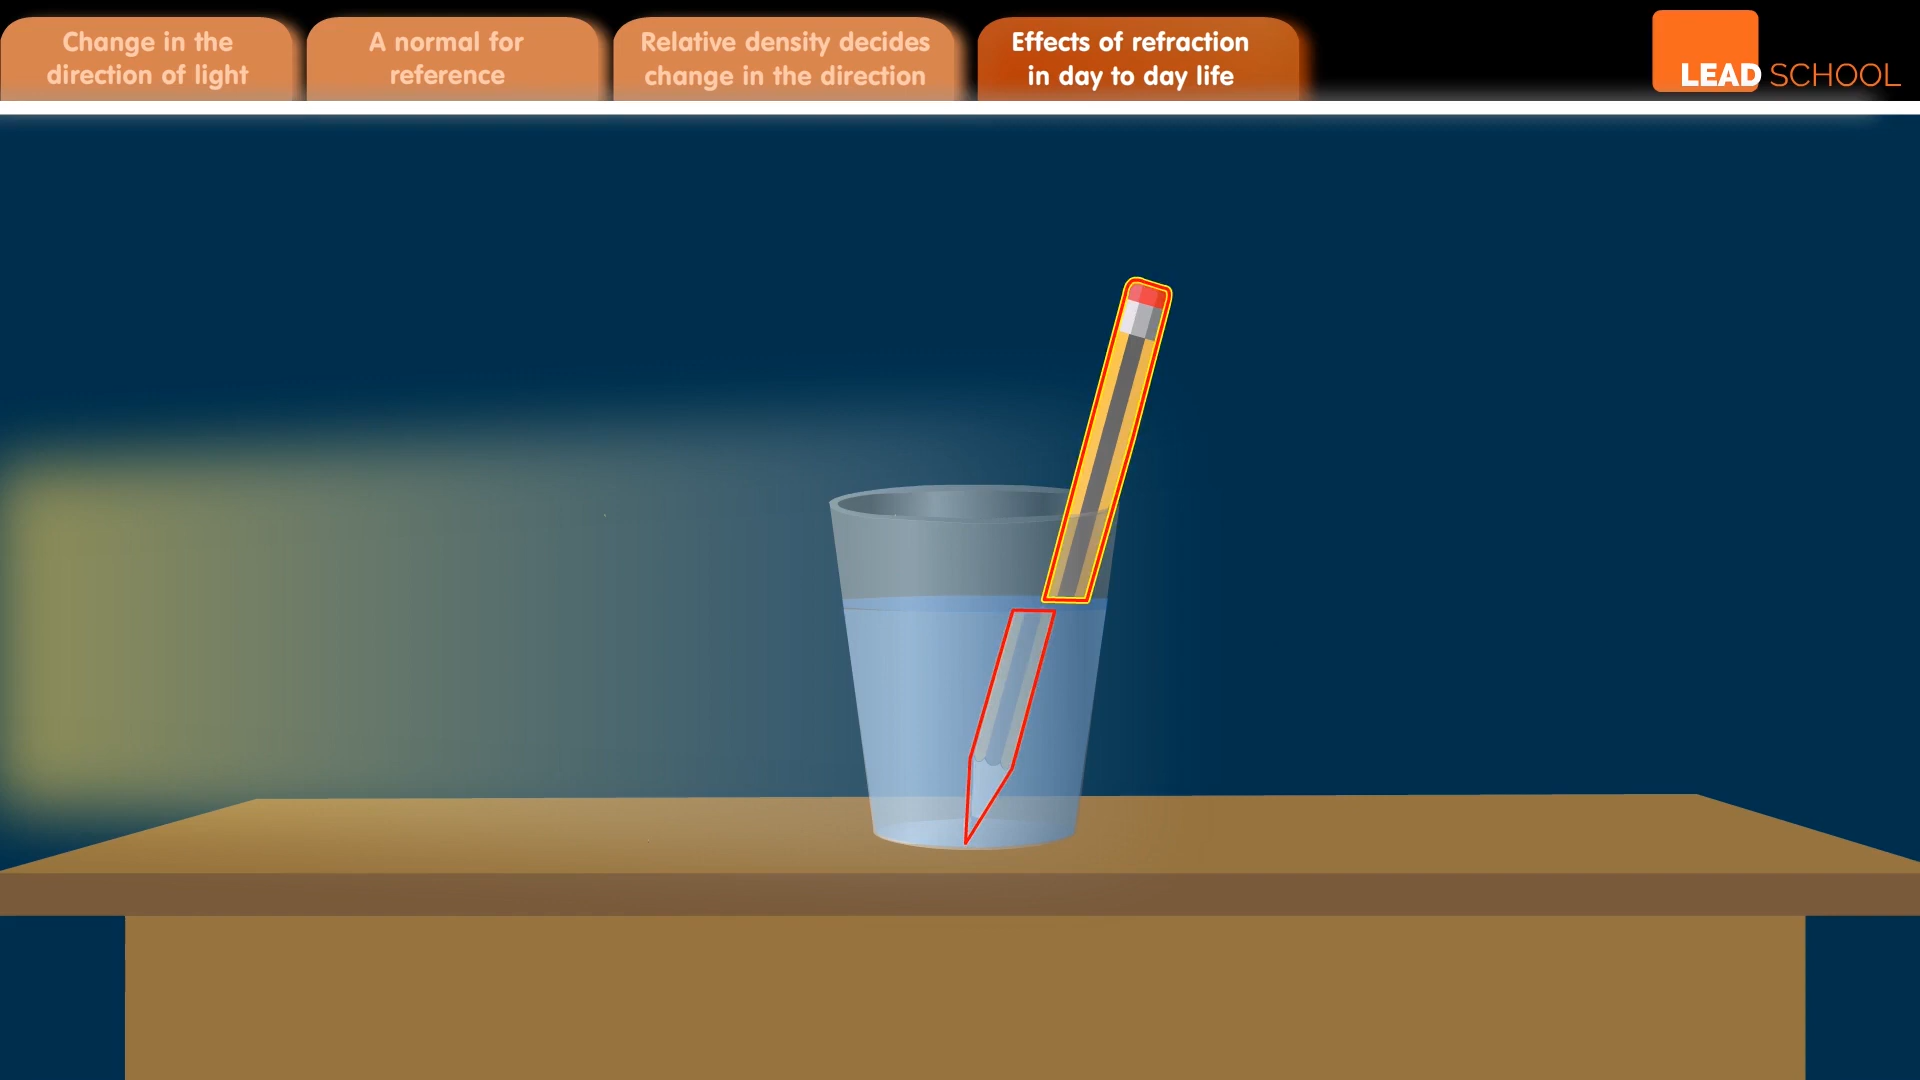 Change in the
direction of light
A normal for
reference
Relative density decides
change in the direction
Effects of refraction
in day to day life
LEAD SCHOOL